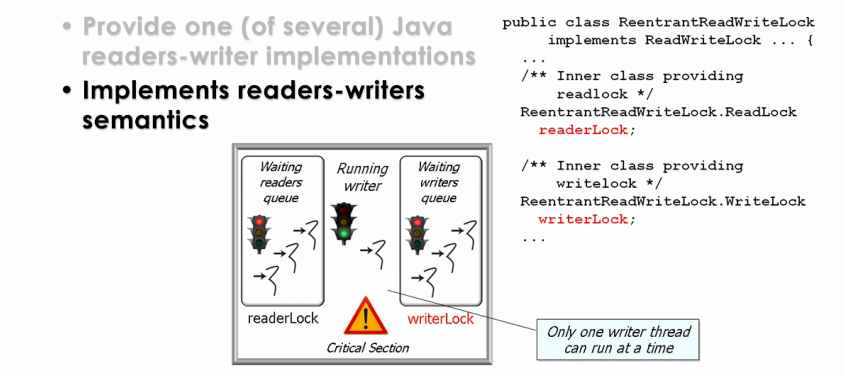 • Provide one (of several) Java
readers-writer implementations
• Implements readers-writers
semantics
public class ReentrantReadWriteLock
implements ReadWriteLock ... {
...
/** Inner class providing
readlock */
ReentrantReadWriteLock.ReadLock
readerLock;
/** Inner class providing
writelock */
ReentrantReadWriteLock.WriteLock
writerLock;
...
Waiting
readers
queue
Running
writer
Waiting
writers
queue
readerLock
!
writerLock
Critical Section
Only one writer thread
can run at a time